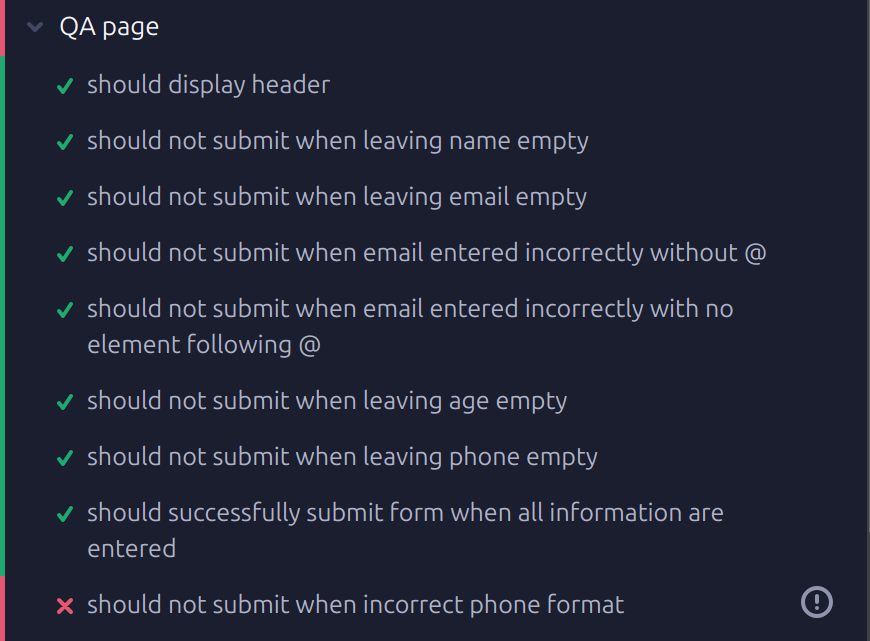 QA page
should display header
should not submit when leaving name empty
should not submit when leaving email empty
should not submit when email entered incorrectly without @
should not submit when email entered incorrectly with no
element following @
should not submit when leaving age empty
should not submit when leaving phone empty
should successfully submit form when all information are
entered
should not submit when incorrect phone format